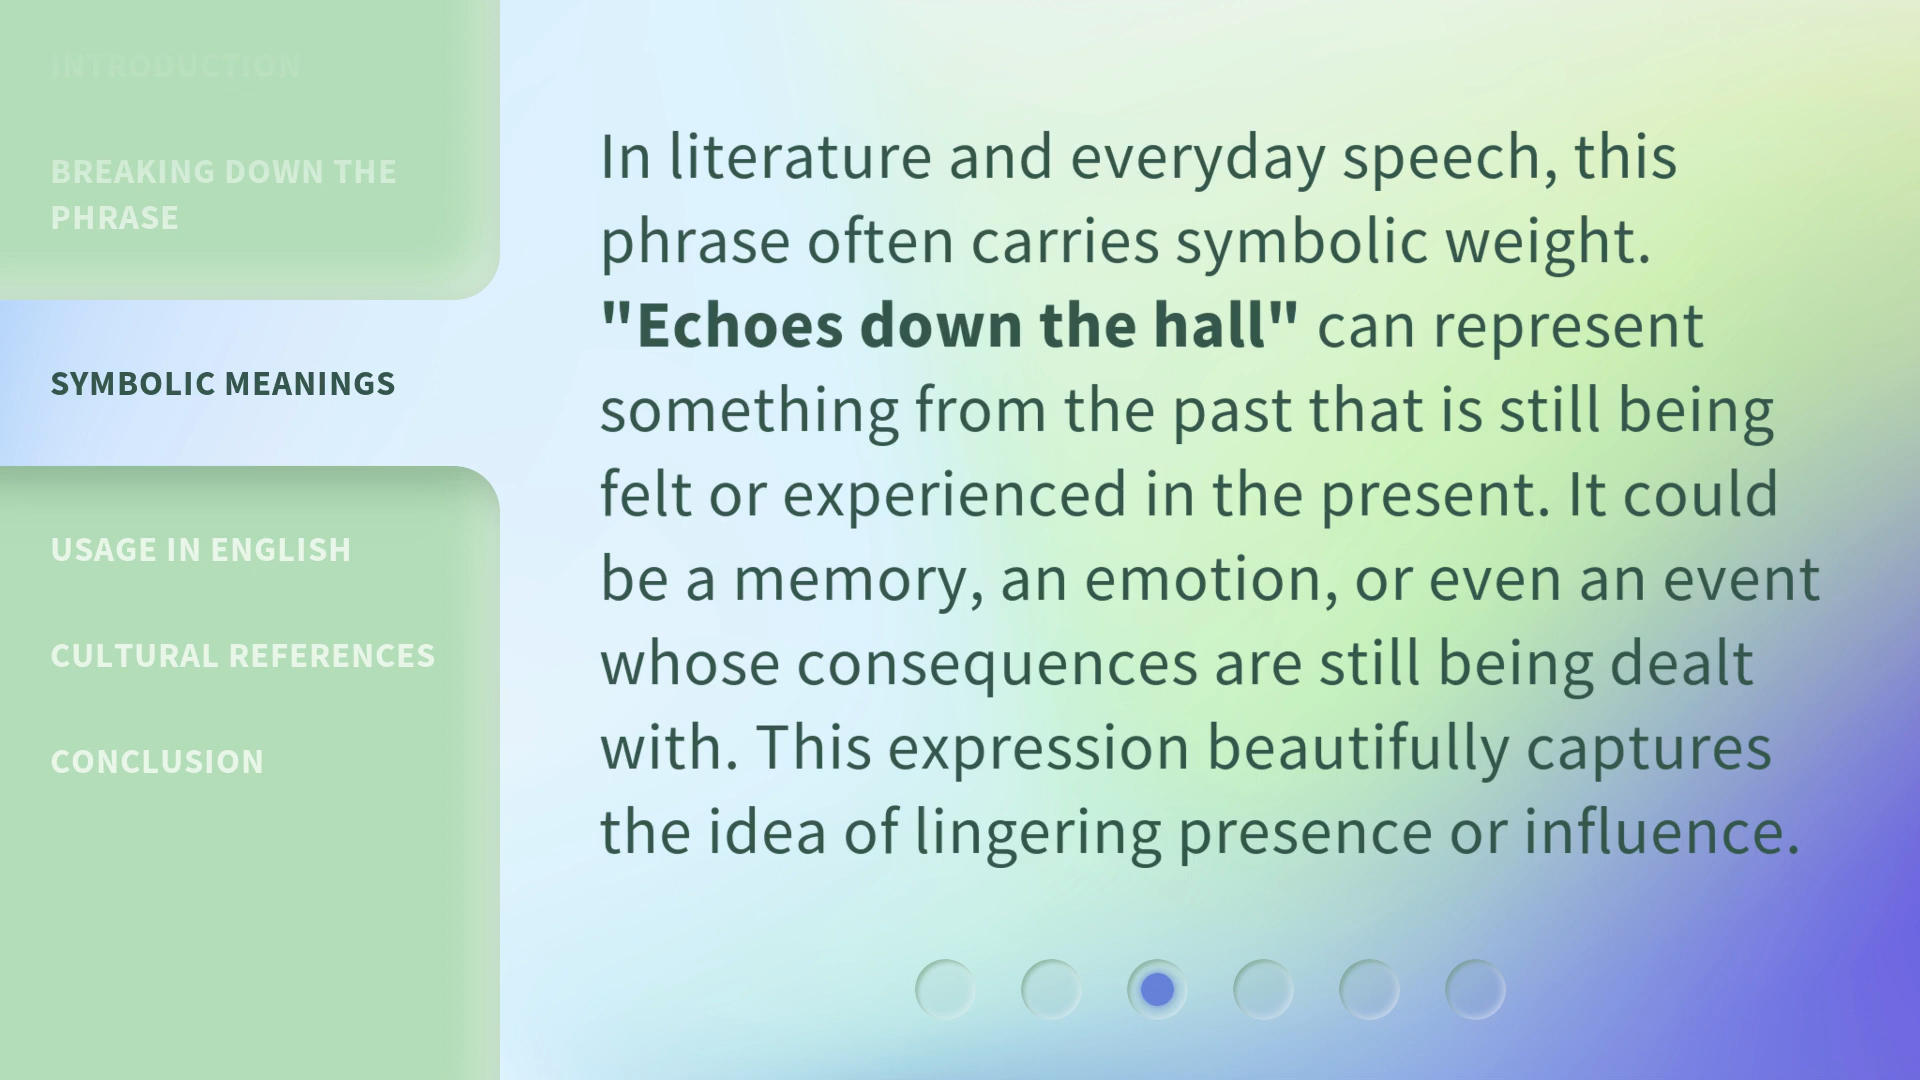 INTRODUCTION
BREAKING DOWN THE
PHRASE
SYMBOLIC MEANINGS
USAGE IN ENGLISH
CULTURAL REFERENCES
CONCLUSION
In literature and everyday speech, this
phrase often carries symbolic weight.
"Echoes down the hall" can represent
something from the past that is still being
felt or experienced in the present. It could
be a memory, an emotion, or even an event
whose consequences are still being dealt
with. This expression beautifully captures
the idea of lingering presence or influence.